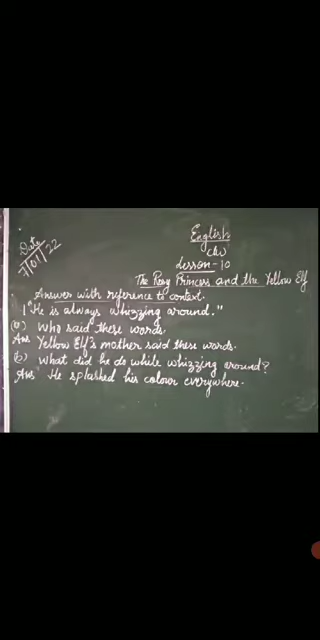 English
Date
7/01/22
CW
Lesson - 10
The Rosy Princess and the Yellow Elf
Answer with reference to context.
1 "He is always whizzing around."
(a) Who said these words.
Ans Yellow Elf's mother said these words.
(b) What did he do while whizzing around?
Ans He splashed his colour everywhere.